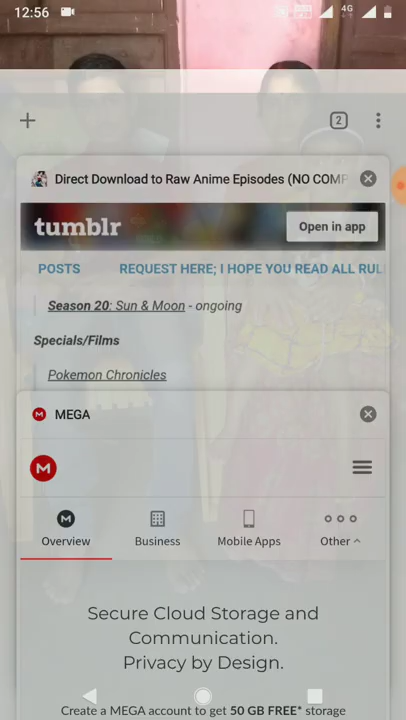 12:56
4G
2
Direct Download to Raw Anime Episodes (NO COMP
tumblr
Open in app
POSTS
REQUEST HERE; I HOPE YOU READ ALL RUL
Season 20: Sun & Moon - ongoing
Specials/Films
Pokemon Chronicles
MEGA
M
Overview
Business
Mobile Apps
Other
Secure Cloud Storage and
Communication.
Privacy by Design.
Create a MEGA account to get 50 GB FREE* storage